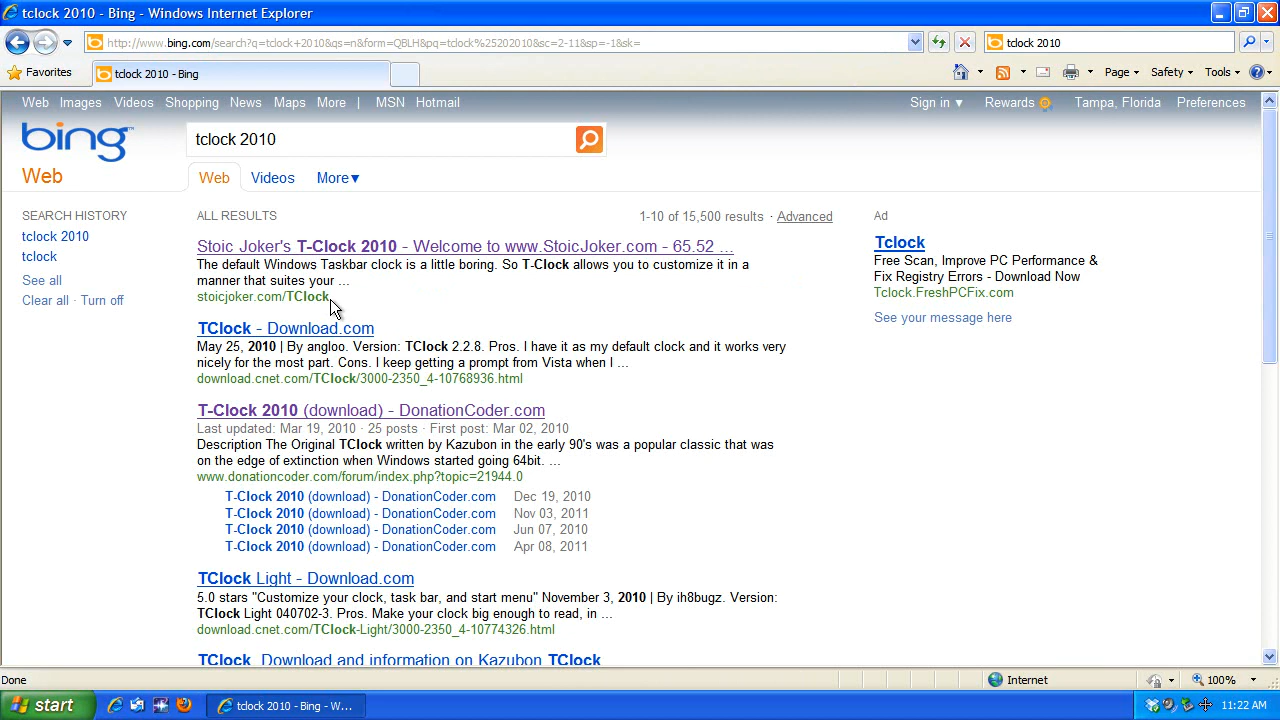 tclock 2010 - Bing - Windows Internet Explorer
http://www.bing.com/search?q=tclock+2010&qs=n&form=QBLH&pq=tclock%25202010&sc=2-11&sp=-1&sk=
tclock 2010
Favorites
tclock 2010 - Bing
Page
Safety
Tools
Web Images Videos Shopping News Maps More | MSN Hotmail
Sign in ▼ Rewards Tampa, Florida Preferences
bing™
tclock 2010
Web
Web Videos More▼
SEARCH HISTORY
tclock 2010
tclock
See all
Clear all · Turn off
ALL RESULTS
1-10 of 15,500 results · Advanced
Stoic Joker's T-Clock 2010 - Welcome to www.StoicJoker.com - 65.52 ...
The default Windows Taskbar clock is a little boring. So T-Clock allows you to customize it in a
manner that suites your ...
stoicjoker.com/TClock
TClock - Download.com
May 25, 2010 | By angloo. Version: TClock 2.2.8. Pros. I have it as my default clock and it works very
nicely for the most part. Cons. I keep getting a prompt from Vista when I ...
download.cnet.com/TClock/3000-2350_4-10768936.html
T-Clock 2010 (download) - DonationCoder.com
Last updated: Mar 19, 2010 · 25 posts · First post: Mar 02, 2010
Description The Original TClock written by Kazubon in the early 90's was a popular classic that was
on the edge of extinction when Windows started going 64bit. ...
www.donationcoder.com/forum/index.php?topic=21944.0
T-Clock 2010 (download) - DonationCoder.com Dec 19, 2010
T-Clock 2010 (download) - DonationCoder.com Nov 03, 2011
T-Clock 2010 (download) - DonationCoder.com Jun 07, 2010
T-Clock 2010 (download) - DonationCoder.com Apr 08, 2011
TClock Light - Download.com
5.0 stars "Customize your clock, task bar, and start menu" November 3, 2010 | By ih8bugz. Version:
TClock Light 040702-3. Pros. Make your clock big enough to read, in ...
download.cnet.com/TClock-Light/3000-2350_4-10774326.html
TClock Download and information on Kazubon TClock
Ad
Tclock
Free Scan, Improve PC Performance &
Fix Registry Errors - Download Now
Tclock.FreshPCFix.com
See your message here
Done
Internet
100%
start
tclock 2010 - Bing - W...
11:22 AM